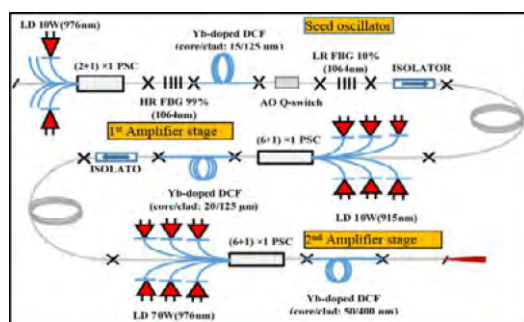 LD 10W(976nm)
Yb-doped DCF
(core/clad: 15/125 μm)
Seed oscillator
(2+1) ×1 PSC
LR FBG 10%
(1064nm)
ISOLATOR
HR FBG 99%
(1064nm)
AO Q-switch
1st Amplifier stage
(6+1) ×1 PSC
ISOLATO
Yb-doped DCF
(core/clad: 20/125 μm)
LD 10W(915nm)
(6+1) ×1 PSC
2nd Amplifier stage
LD 70W(976nm)
Yb-doped DCF
(core/clad: 50/400 nm)